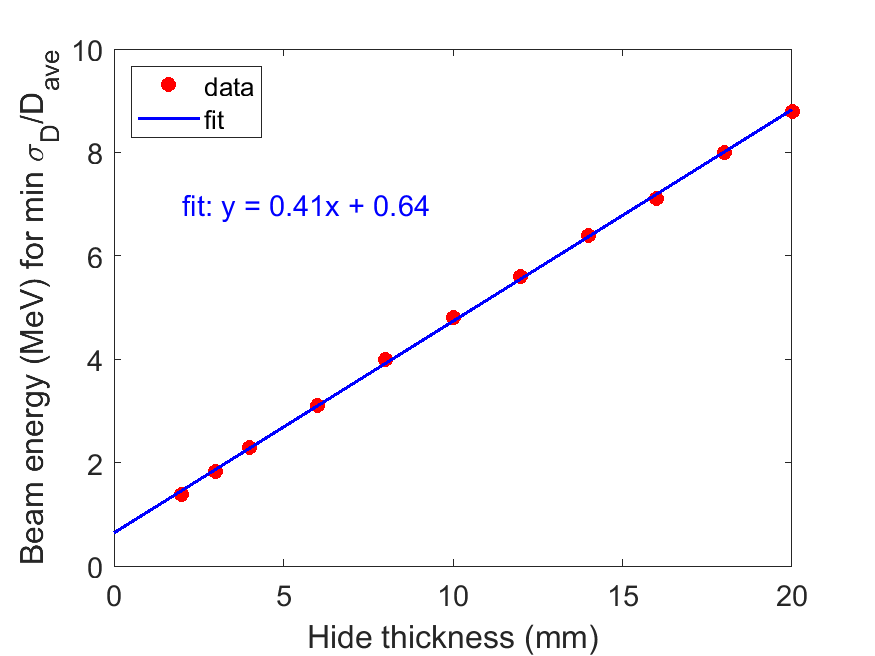 Beam energy (MeV) for min σD/Dave
10
8
6
4
2
0
data
fit
fit: y = 0.41x + 0.64
0 5 10 15 20
Hide thickness (mm)